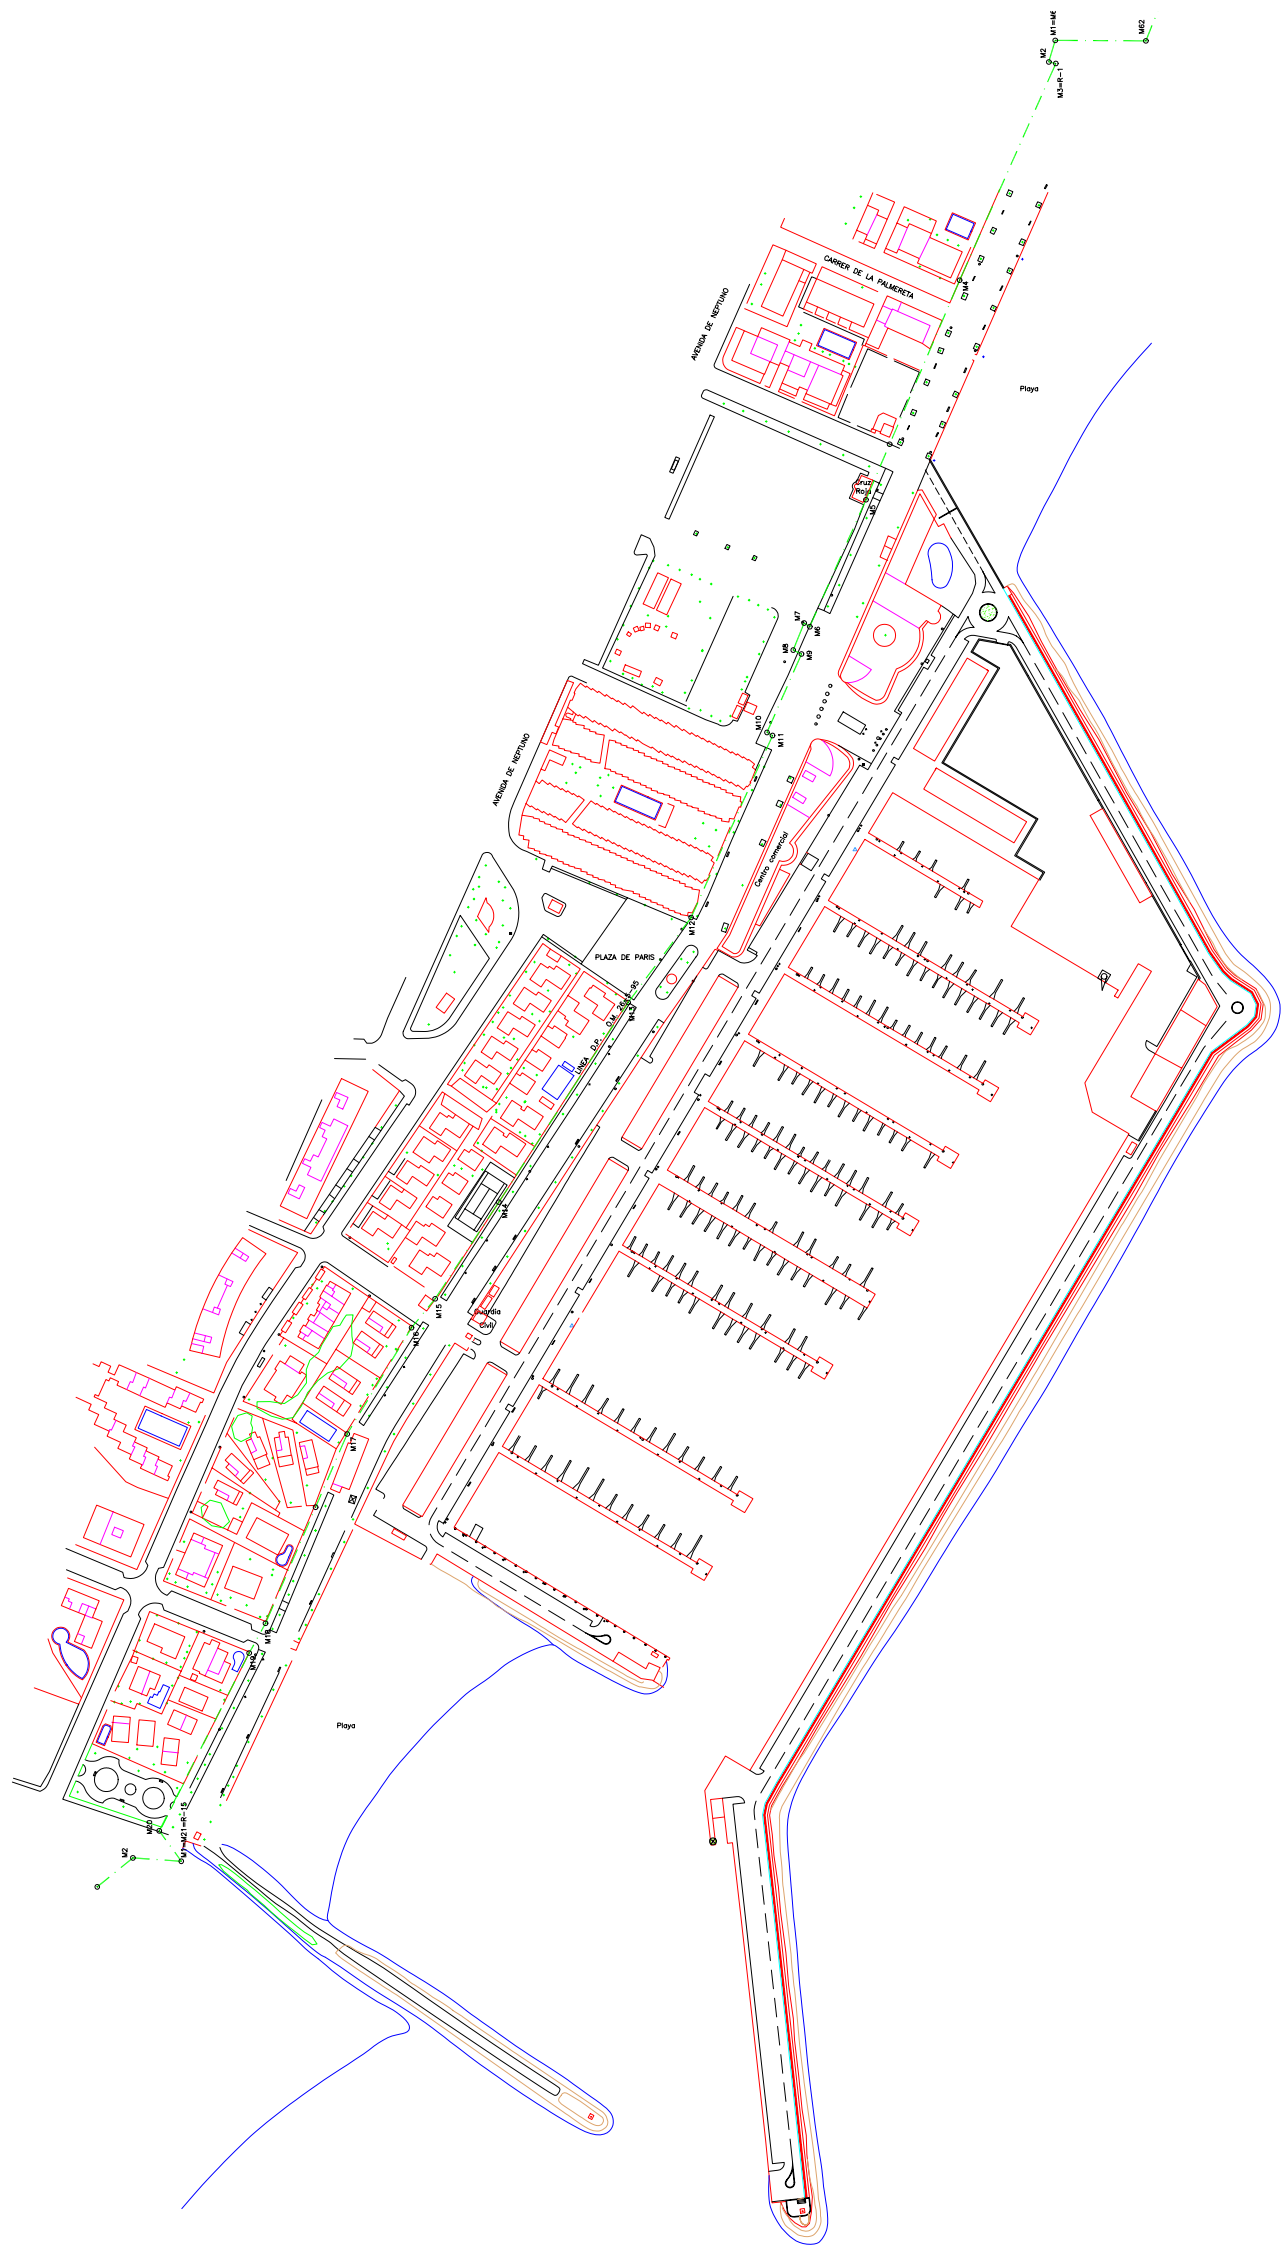 M1=M6
M62
M2
M3=R-1
CARRER DE LA PALMERETA
M4
AVENIDA DE NEPTUNO
Playa
Cruz
Roja
M5
M7
M6
M8
M9
M10
M11
AVENIDA DE NEPTUNO
Centro comercial
M12
PLAZA DE PARIS
LINEA D.P. O.M.
M13
M14
M15
Guardia
Civil
M16
M17
M18
M19
Playa
M20
M1=M21=R-15
M2